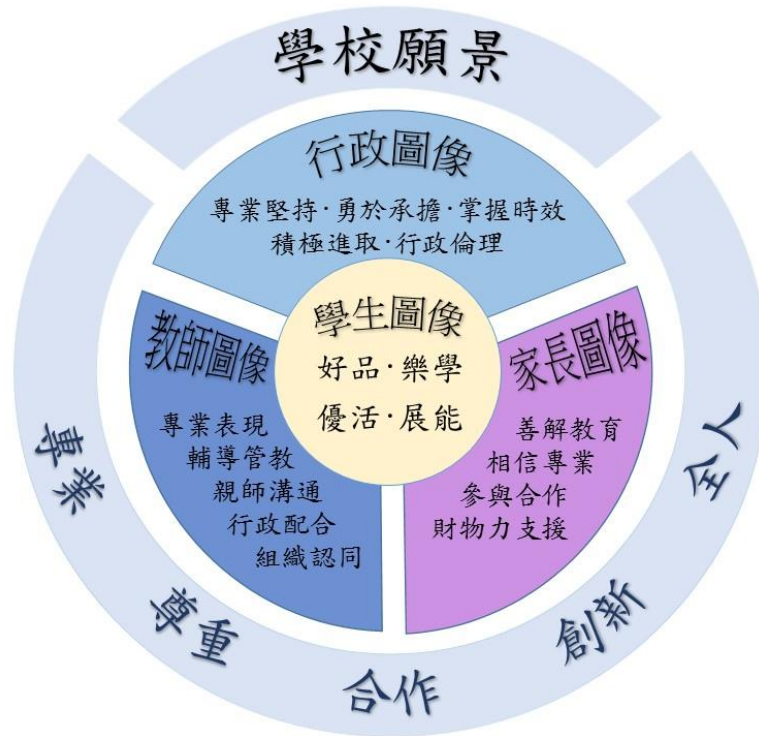 學校願景
行政圖像
專業堅持·勇於承擔·掌握時效
積極進取·行政倫理
學生圖像
好品·樂學
優活·展能
教師圖像
專業表現
輔導管教
親師溝通
行政配合
組織認同
家長圖像
善解教育
相信專業
參與合作
財物力支援
專業
尊重
合作
創新
全人